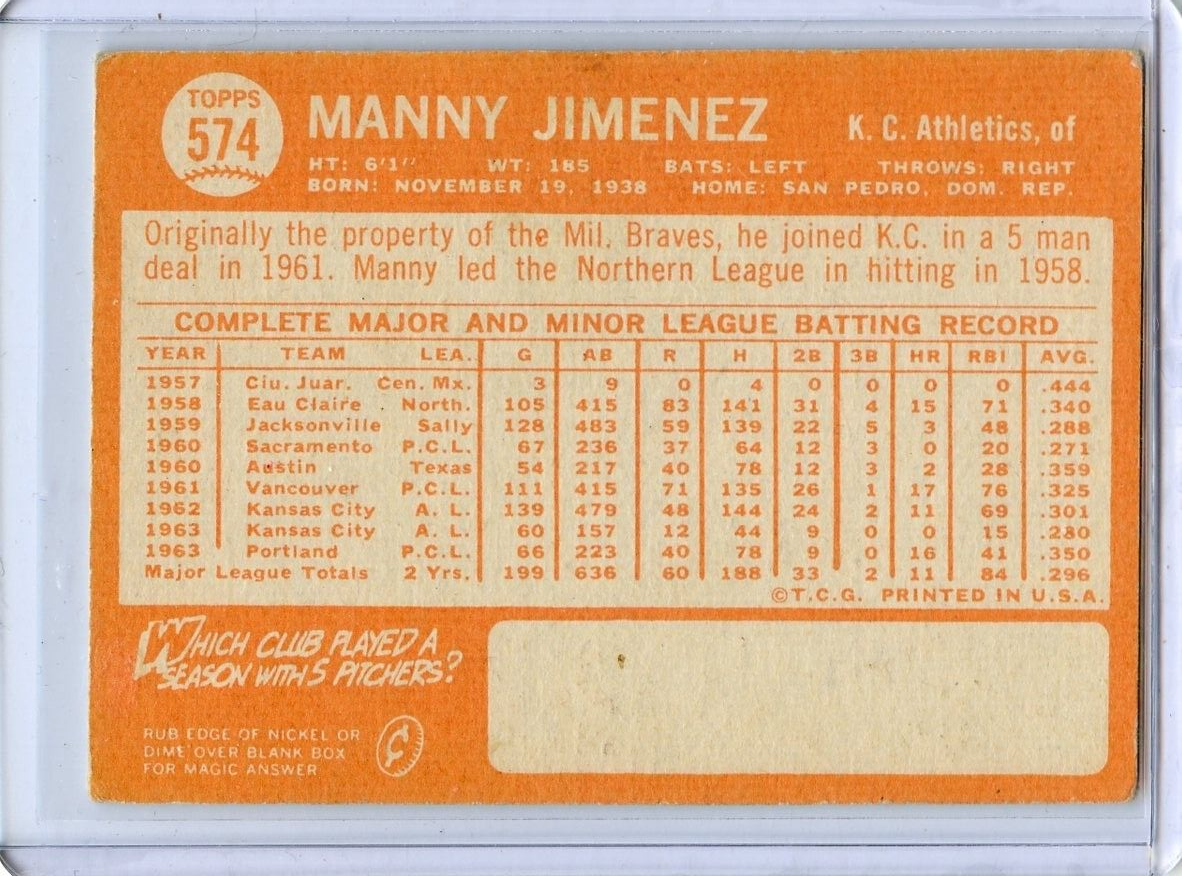 TOPPS
574
MANNY JIMENEZ K. C. Athletics, of
HT: 6'1'' WT: 185 BATS: LEFT THROWS: RIGHT
BORN: NOVEMBER 19, 1938 HOME: SAN PEDRO, DOM. REP.
Originally the property of the Mil. Braves, he joined K.C. in a 5 man
deal in 1961. Manny led the Northern League in hitting in 1958.
COMPLETE MAJOR AND MINOR LEAGUE BATTING RECORD
YEAR TEAM LEA. G AB R H 2B 3B HR RBI AVG.
1957 Ciu. Juar. Cen. Mx. 3 9 0 4 0 0 0 0 .444
1958 Eau Claire North. 105 415 83 141 31 4 15 71 .340
1959 Jacksonville Sally 128 483 59 139 22 5 3 48 .288
1960 Sacramento P.C.L. 67 236 37 64 12 3 0 20 .271
1960 Austin Texas 54 217 40 78 12 3 2 28 .359
1961 Vancouver P.C.L. 111 415 71 135 26 1 17 76 .325
1962 Kansas City A. L. 139 479 48 144 24 2 11 69 .301
1963 Kansas City A. L. 60 157 12 44 9 0 0 15 .280
1963 Portland P.C.L. 66 223 40 78 9 0 16 41 .350
Major League Totals 2 Yrs. 199 636 60 188 33 2 11 84 .296
©T.C.G. PRINTED IN U.S.A.
WHICH CLUB PLAYED A
SEASON WITH 5 PITCHERS?
RUB EDGE OF NICKEL OR
DIME OVER BLANK BOX
FOR MAGIC ANSWER
¢